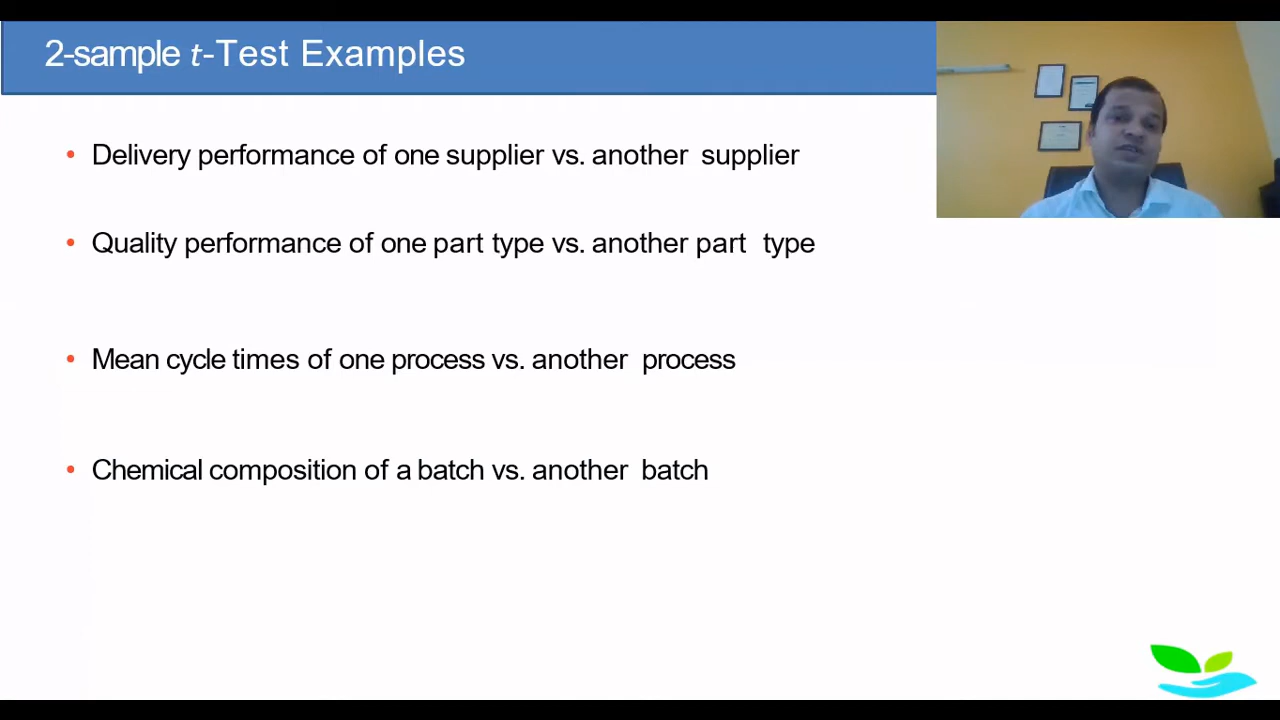 2-sample t-Test Examples
• Delivery performance of one supplier vs. another supplier
• Quality performance of one part type vs. another part type
• Mean cycle times of one process vs. another process
• Chemical composition of a batch vs. another batch